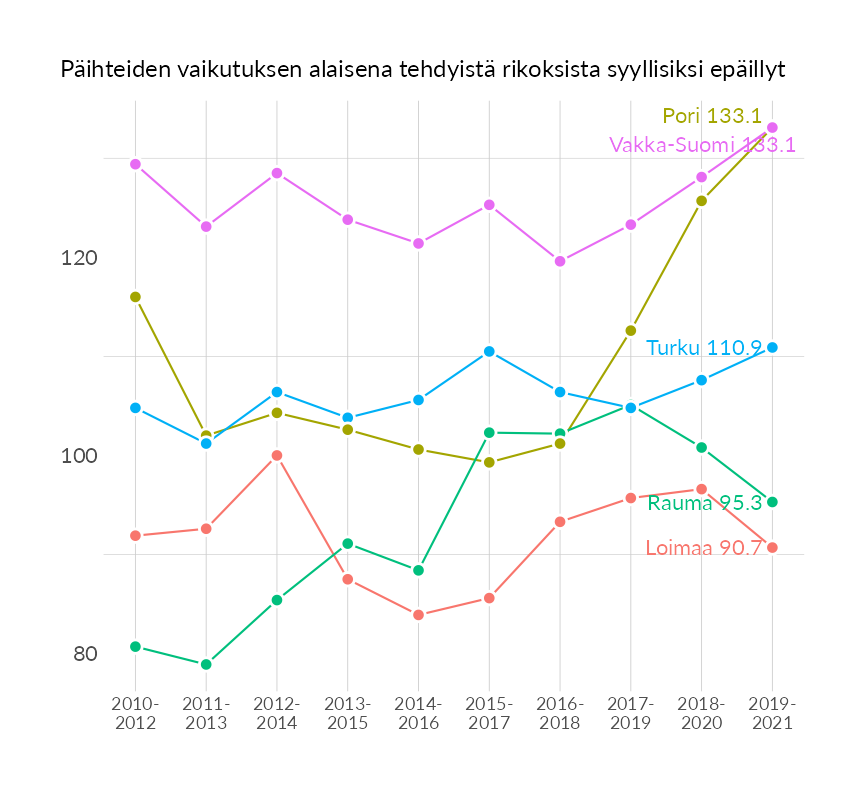 Päihteiden vaikutuksen alaisena tehdyistä rikoksista syyllisiksi epäillyt
Pori 133.1
Vakka-Suomi 133.1
120
Turku 110.9
100
Rauma 95.3
Loimaa 90.7
80
2010- 2011- 2012- 2013- 2014- 2015- 2016- 2017- 2018- 2019-
2012 2013 2014 2015 2016 2017 2018 2019 2020 2021